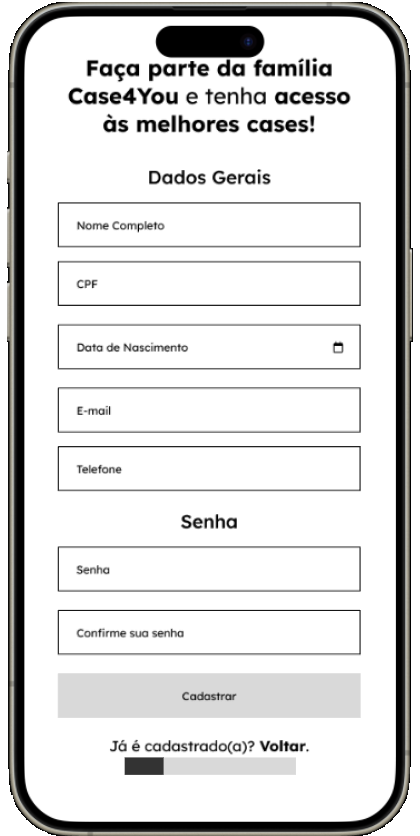 Faça parte da família
Case4You e tenha acesso
às melhores cases!
Dados Gerais
Nome Completo
CPF
Data de Nascimento
E-mail
Telefone
Senha
Senha
Confirme sua senha
Cadastrar
Já é cadastrado(a)? Voltar.